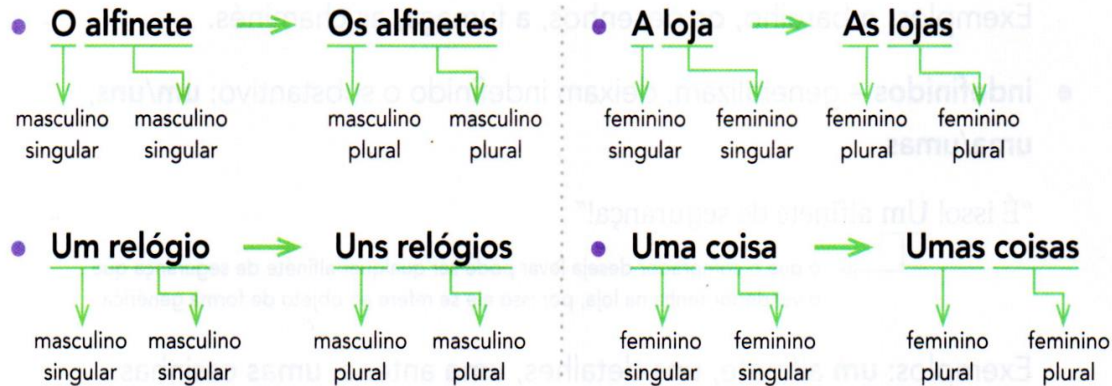 O alfinete Os alfinetes
masculino masculino masculino masculino
singular singular plural plural
A loja As lojas
feminino feminino feminino feminino
singular singular plural plural
Um relógio Uns relógios
masculino masculino masculino masculino
singular singular plural plural
Uma coisa Umas coisas
feminino feminino feminino feminino
singular singular plural plural